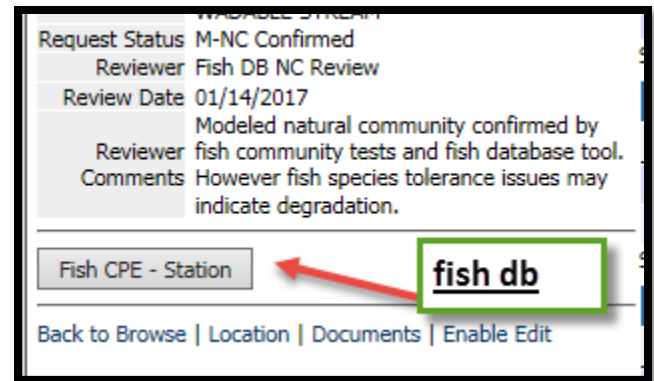 WADABLE STREAM
Request Status M-NC Confirmed
Reviewer Fish DB NC Review
Review Date 01/14/2017
Modeled natural community confirmed by
Reviewer fish community tests and fish database tool.
Comments However fish species tolerance issues may
indicate degradation.
Fish CPE - Station
fish db
Back to Browse | Location | Documents | Enable Edit